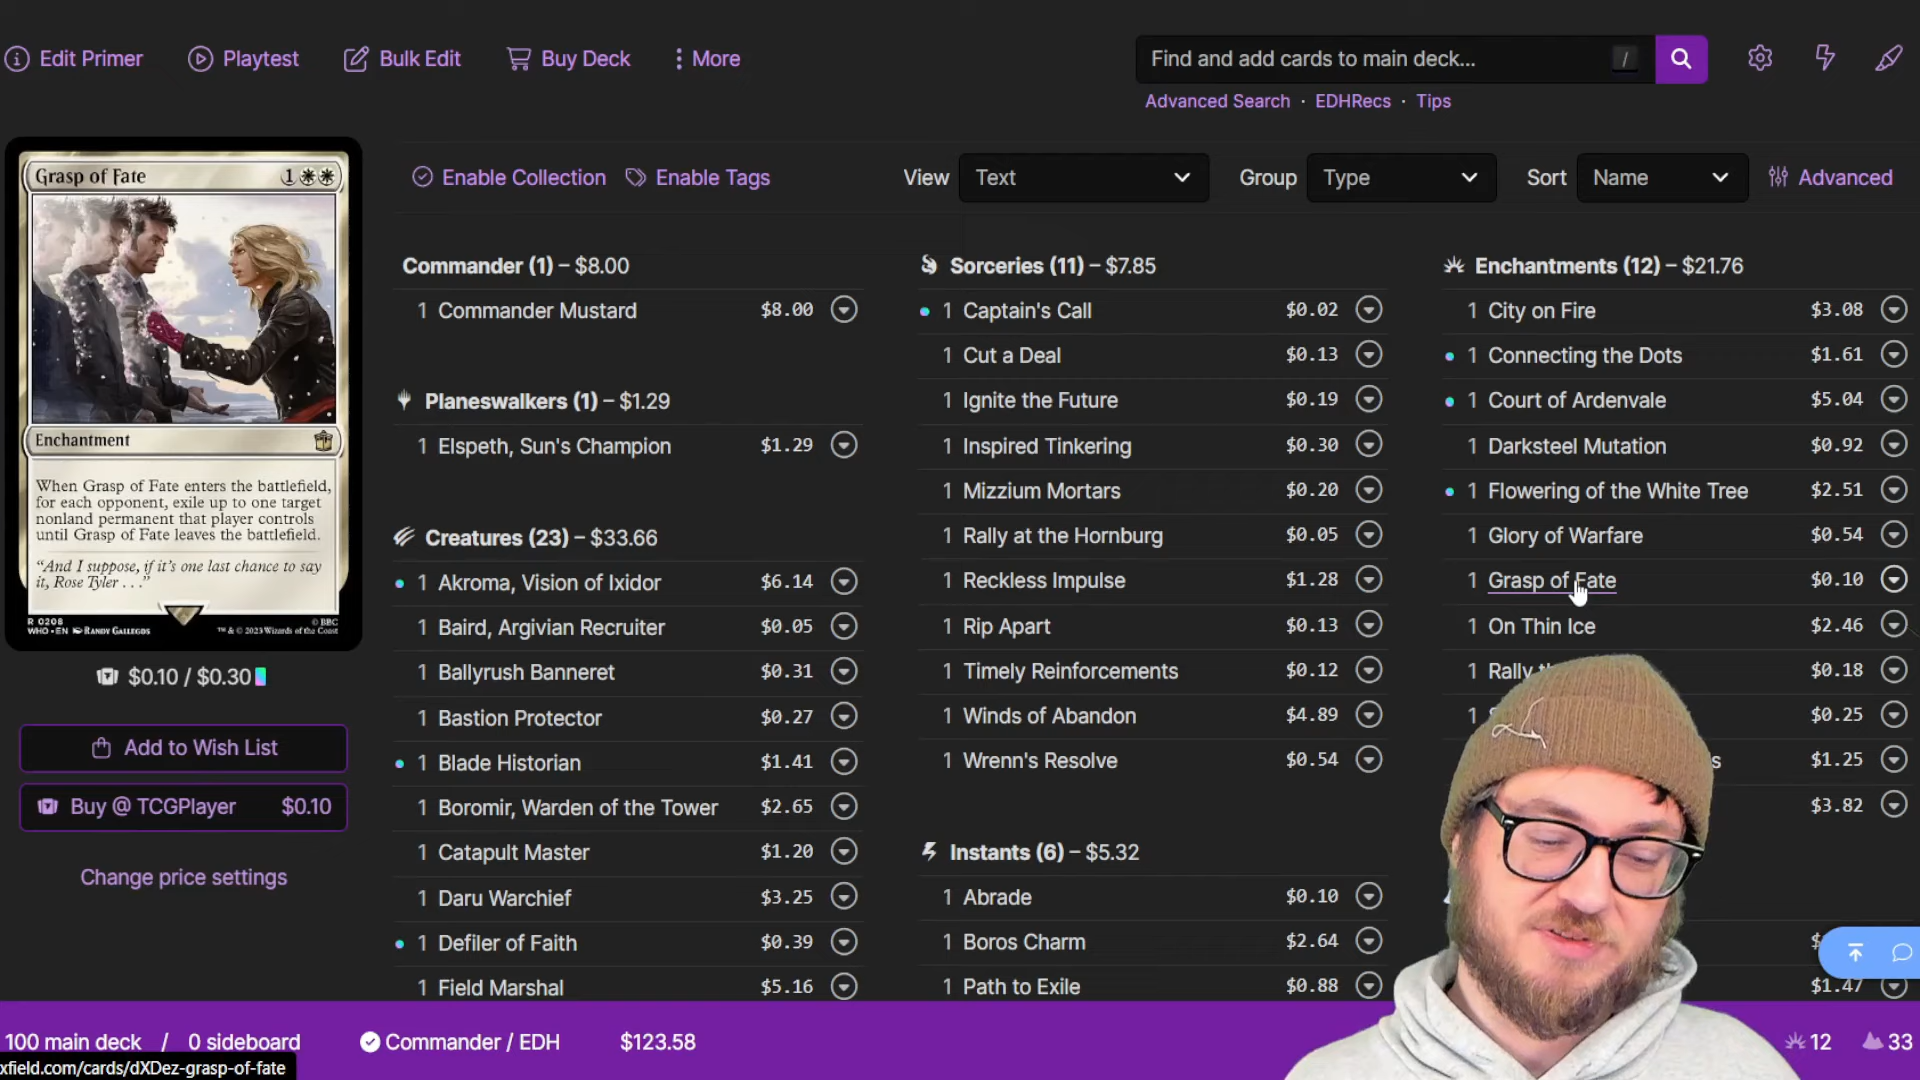 Edit Primer
Playtest
Bulk Edit
Buy Deck
More
Find and add cards to main deck...
/
Advanced Search · EDHRecs · Tips
Grasp of Fate 1
Enchantment
When Grasp of Fate enters the battlefield,
for each opponent, exile up to one target
nonland permanent that player controls
until Grasp of Fate leaves the battlefield.
"And I suppose, if it's one last chance to say
it, Rose Tyler . . ."
R 0208
WHO • EN RANDY GALLEGOS
© BBC
™ & © 2023 Wizards of the Coast
$0.10 / $0.30
Add to Wish List
Buy @ TCGPlayer $0.10
Change price settings
Enable Collection
Enable Tags
View Text
Group Type
Sort Name
Advanced
Commander (1) – $8.00
1 Commander Mustard $8.00
Planeswalkers (1) – $1.29
1 Elspeth, Sun's Champion $1.29
Creatures (23) – $33.66
1 Akroma, Vision of Ixidor $6.14
1 Baird, Argivian Recruiter $0.05
1 Ballyrush Banneret $0.31
1 Bastion Protector $0.27
1 Blade Historian $1.41
1 Boromir, Warden of the Tower $2.65
1 Catapult Master $1.20
1 Daru Warchief $3.25
1 Defiler of Faith $0.39
1 Field Marshal $5.16
Sorceries (11) – $7.85
1 Captain's Call $0.02
1 Cut a Deal $0.13
1 Ignite the Future $0.19
1 Inspired Tinkering $0.30
1 Mizzium Mortars $0.20
1 Rally at the Hornburg $0.05
1 Reckless Impulse $1.28
1 Rip Apart $0.13
1 Timely Reinforcements $0.12
1 Winds of Abandon $4.89
1 Wrenn's Resolve $0.54
Instants (6) – $5.32
1 Abrade $0.10
1 Boros Charm $2.64
1 Path to Exile $0.88
Enchantments (12) – $21.76
1 City on Fire $3.08
1 Connecting the Dots $1.61
1 Court of Ardenvale $5.04
1 Darksteel Mutation $0.92
1 Flowering of the White Tree $2.51
1 Glory of Warfare $0.54
1 Grasp of Fate $0.10
1 On Thin Ice $2.46
1 Rally $0.18
1 $0.25
$1.25
$3.82
$1.47
100 main deck / 0 sideboard
Commander / EDH
$123.58
12
33
xfield.com/cards/dXDez-grasp-of-fate